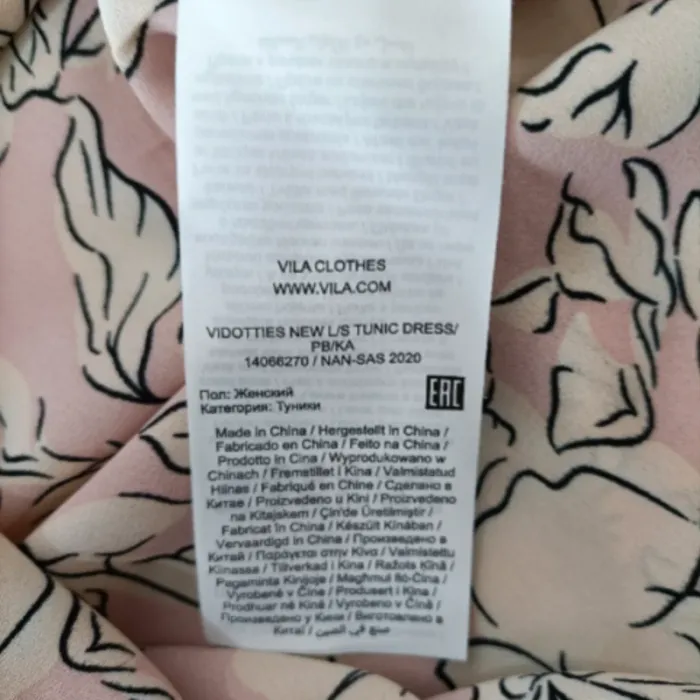 VILA CLOTHES
WWW.VILA.COM
VIDOTTIES NEW L/S TUNIC DRESS/
PB/KA
14066270 / NAN-SAS 2020
Пол: Женский
Категория: Туники
EAC
Made in China / Hergestellt in China /
Fabricado en China / Feito na China /
Prodotto in Cina / Wyprodukowano w
Chinach / Fremstillet i Kina / Valmistatud
Hiinas / Fabriqué en Chine / Сделано в
Китае / Proizvedeno u Kini / Proizvedeno
na Kitajskem / Çin'de Üretilmiştir /
Fabricat în China / Készült Kínában /
Vervaardigd in China / Произведено в
Китай / Παράγεται στην Κίνα / Valmistettu
Kiinassa / Tillverkad i Kina / Ražots Ķīnā /
Pagaminta Kinijoje / Magħmul fiċ-Ċina /
Vyrobené v Číne / Produsert i Kina /
Prodhuar në Kinë / Vyrobeno v Číně /
Произведено у Кини / Виготовлено в
Китаї / صنع في الصين